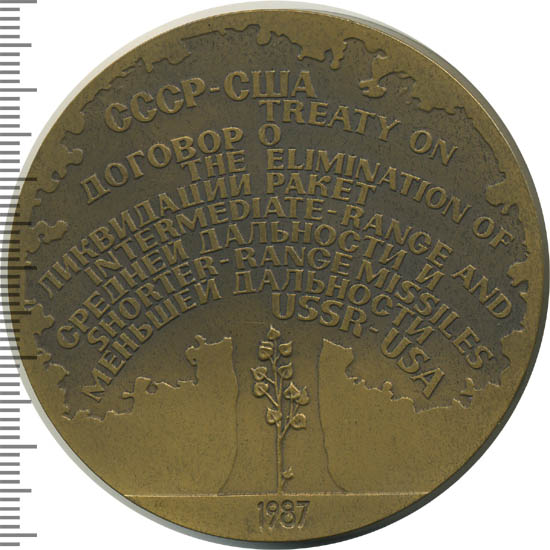 СССР-США
TREATY ON
ДОГОВОР О
THE ELIMINATION OF
ЛИКВИДАЦИИ РАКЕТ
INTERMEDIATE-RANGE AND
СРЕДНЕЙ ДАЛЬНОСТИ И
SHORTER-RANGE MISSILES
МЕНЬШЕЙ ДАЛЬНОСТИ
USSR-USA
1987